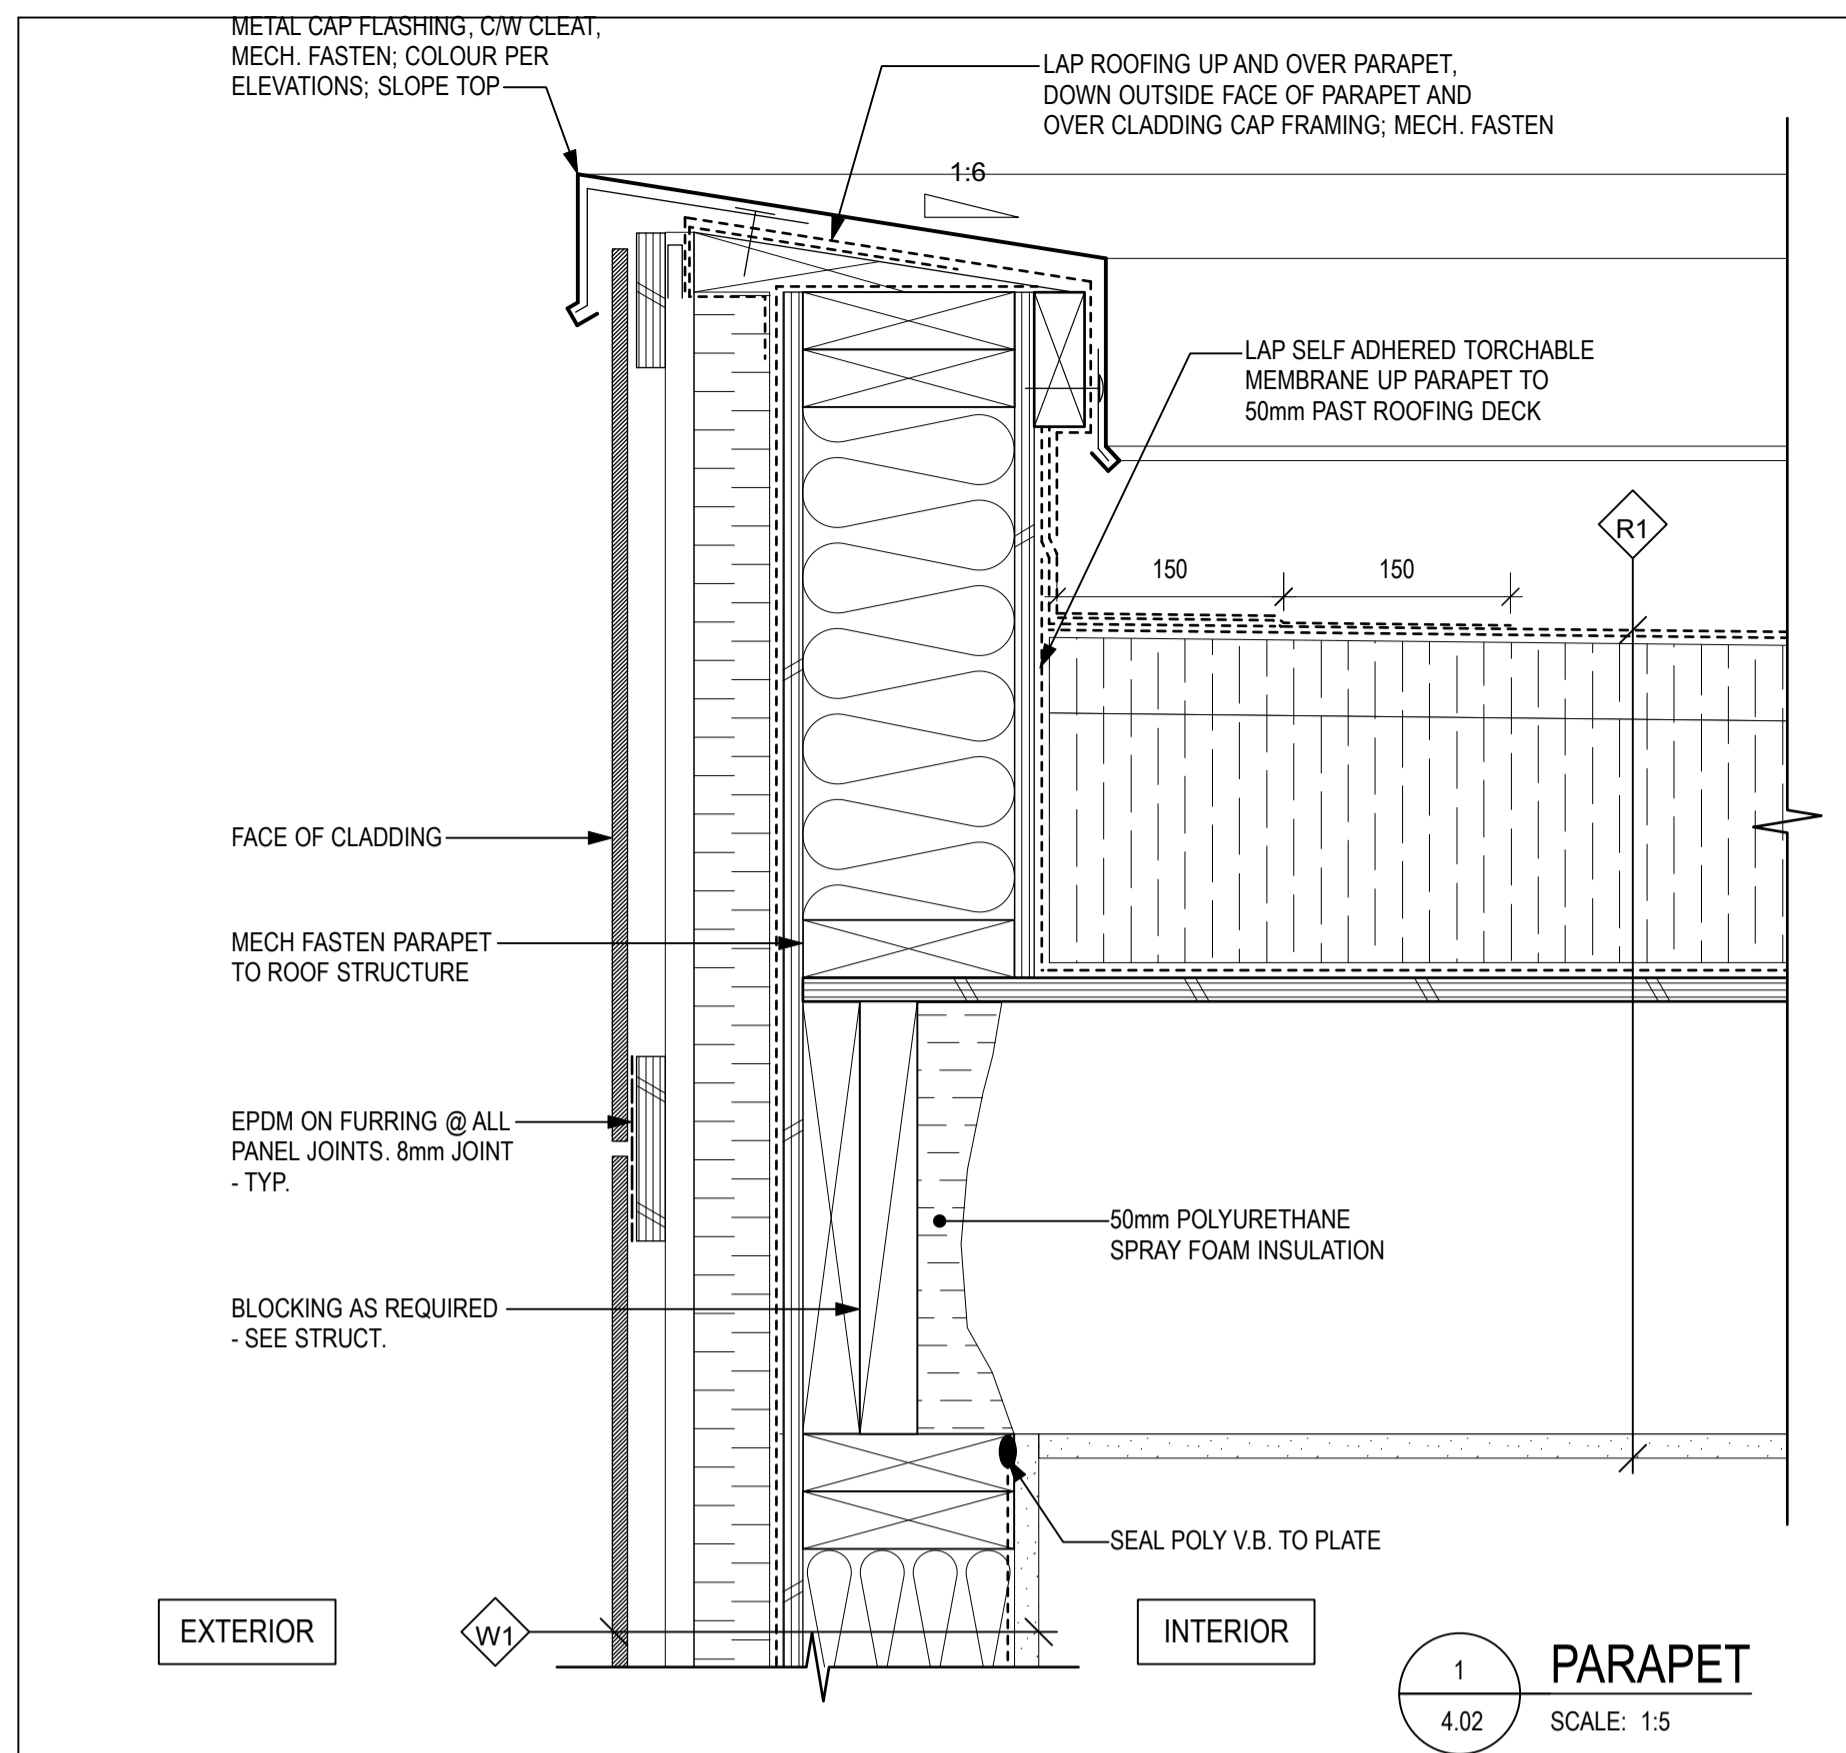 METAL CAP FLASHING, C/W CLEAT,
MECH. FASTEN; COLOUR PER
ELEVATIONS; SLOPE TOP
LAP ROOFING UP AND OVER PARAPET,
DOWN OUTSIDE FACE OF PARAPET AND
OVER CLADDING CAP FRAMING; MECH. FASTEN
1:6
LAP SELF ADHERED TORCHABLE
MEMBRANE UP PARAPET TO
50mm PAST ROOFING DECK
R1
150
150
FACE OF CLADDING
MECH FASTEN PARAPET
TO ROOF STRUCTURE
EPDM ON FURRING @ ALL
PANEL JOINTS. 8mm JOINT
- TYP.
50mm POLYURETHANE
SPRAY FOAM INSULATION
BLOCKING AS REQUIRED
- SEE STRUCT.
SEAL POLY V.B. TO PLATE
EXTERIOR
W1
INTERIOR
1
4.02
PARAPET
SCALE: 1:5